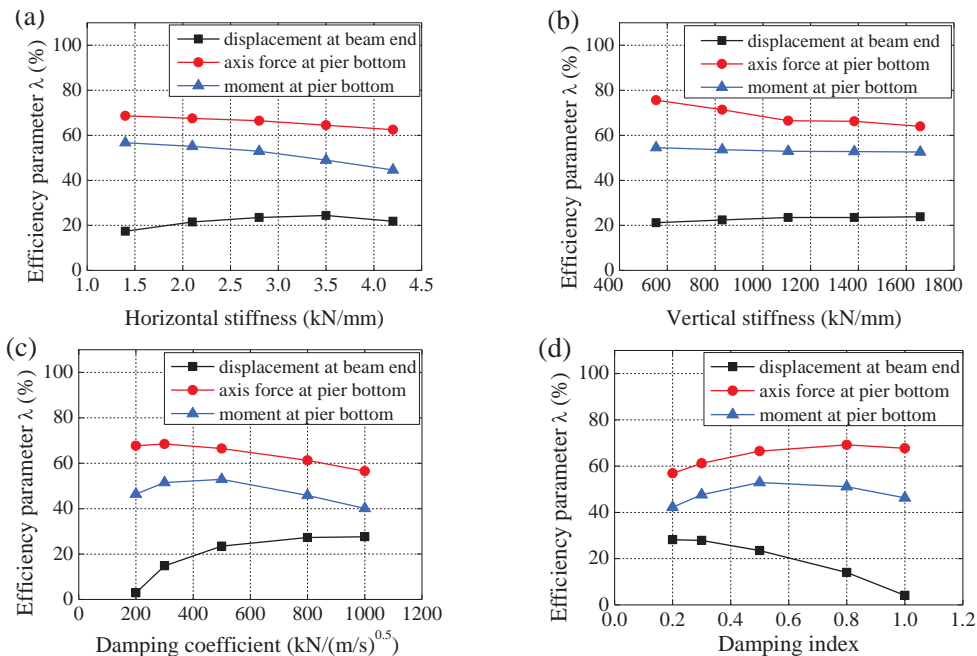 (a)
displacement at beam end
axis force at pier bottom
moment at pier bottom
Efficiency parameter λ (%)
100
80
60
40
20
0
1.0 1.5 2.0 2.5 3.0 3.5 4.0 4.5
Horizontal stiffness (kN/mm)
(b)
displacement at beam end
axis force at pier bottom
moment at pier bottom
Efficiency parameter λ (%)
100
80
60
40
20
0
400 600 800 1000 1200 1400 1600 1800
Vertical stiffness (kN/mm)
(c)
displacement at beam end
axis force at pier bottom
moment at pier bottom
Efficiency parameter λ (%)
100
80
60
40
20
0
0 200 400 600 800 1000 1200
Damping coefficient (kN/(m/s)^0.5
(d)
displacement at beam end
axis force at pier bottom
moment at pier bottom
Efficiency parameter λ (%)
100
80
60
40
20
0
0.0 0.2 0.4 0.6 0.8 1.0 1.2
Damping index